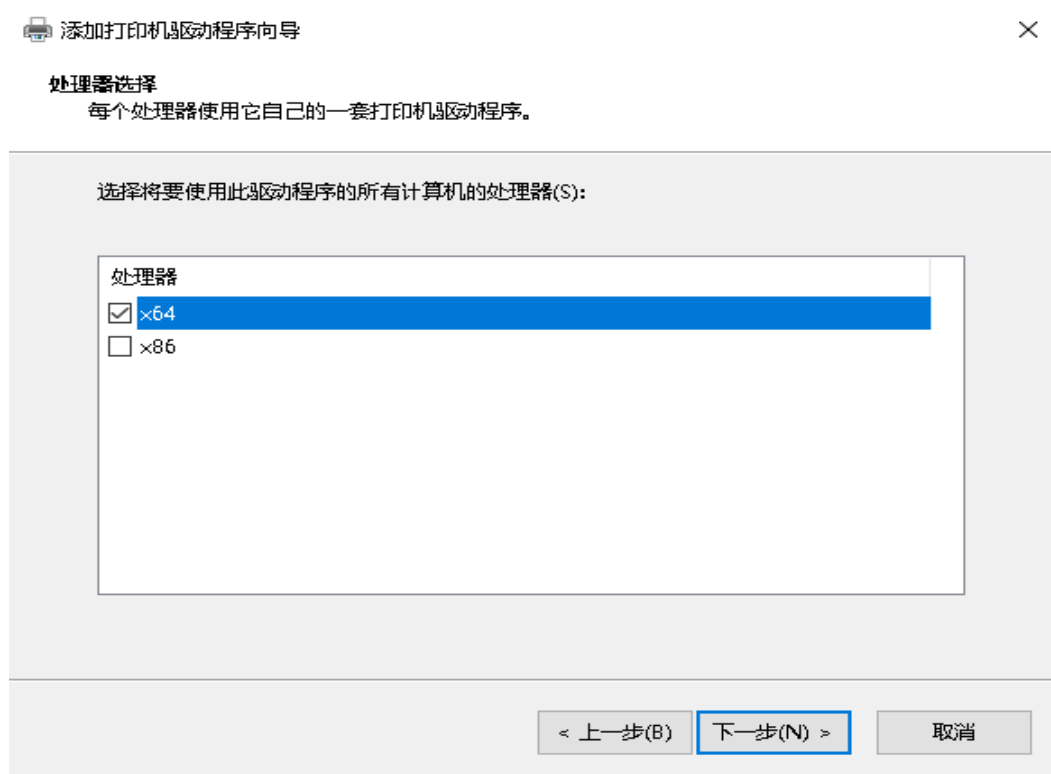 添加打印机驱动程序向导
处理器选择
每个处理器使用它自己的一套打印机驱动程序。
选择将要使用此驱动程序的所有计算机的处理器(S):
处理器
x64
x86
< 上一步(B)
下一步(N) >
取消